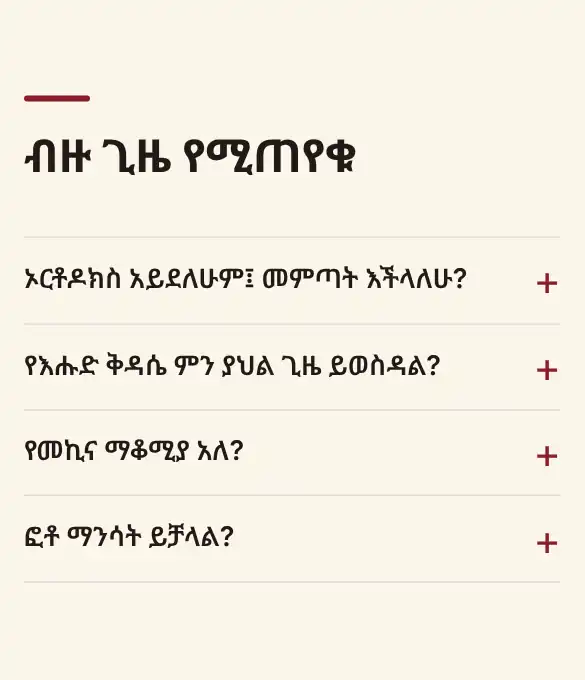 ብዙ ጊዜ የሚጠየቁ
ኦርቶዶክስ አይደለሁም፤ መምጣት እችላለሁ?
የእሑድ ቅዳሴ ምን ያህል ጊዜ ይወስዳል?
የመኪና ማቆሚያ አለ?
ፎቶ ማንሳት ይቻላል?